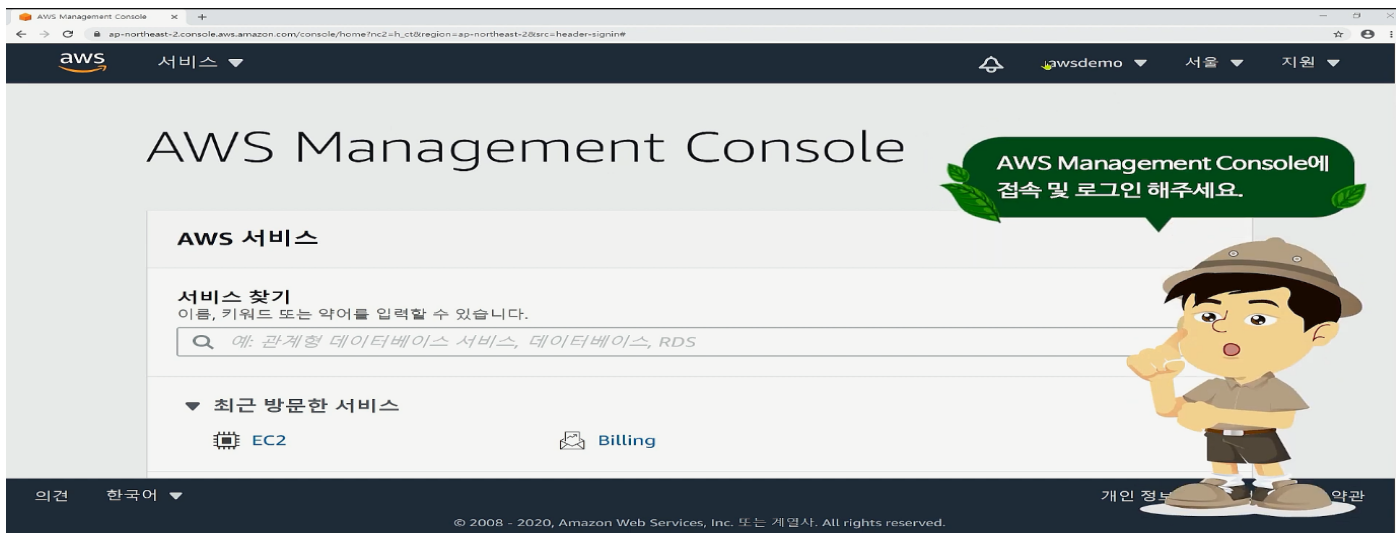 AWS Management Console
ap-northeast-2.console.aws.amazon.com/console/home?nc2=h_ct&region=ap-northeast-2&src=header-signin#
aws 서비스 awsdemo 서울 지원
AWS Management Console
AWS Management Console에
접속 및 로그인 해주세요.
AWS 서비스
서비스 찾기
이름, 키워드 또는 약어를 입력할 수 있습니다.
예: 관계형 데이터베이스 서비스, 데이터베이스, RDS
최근 방문한 서비스
EC2 Billing
의견 한국어 개인 정보 약관
© 2008 - 2020, Amazon Web Services, Inc. 또는 계열사. All rights reserved.